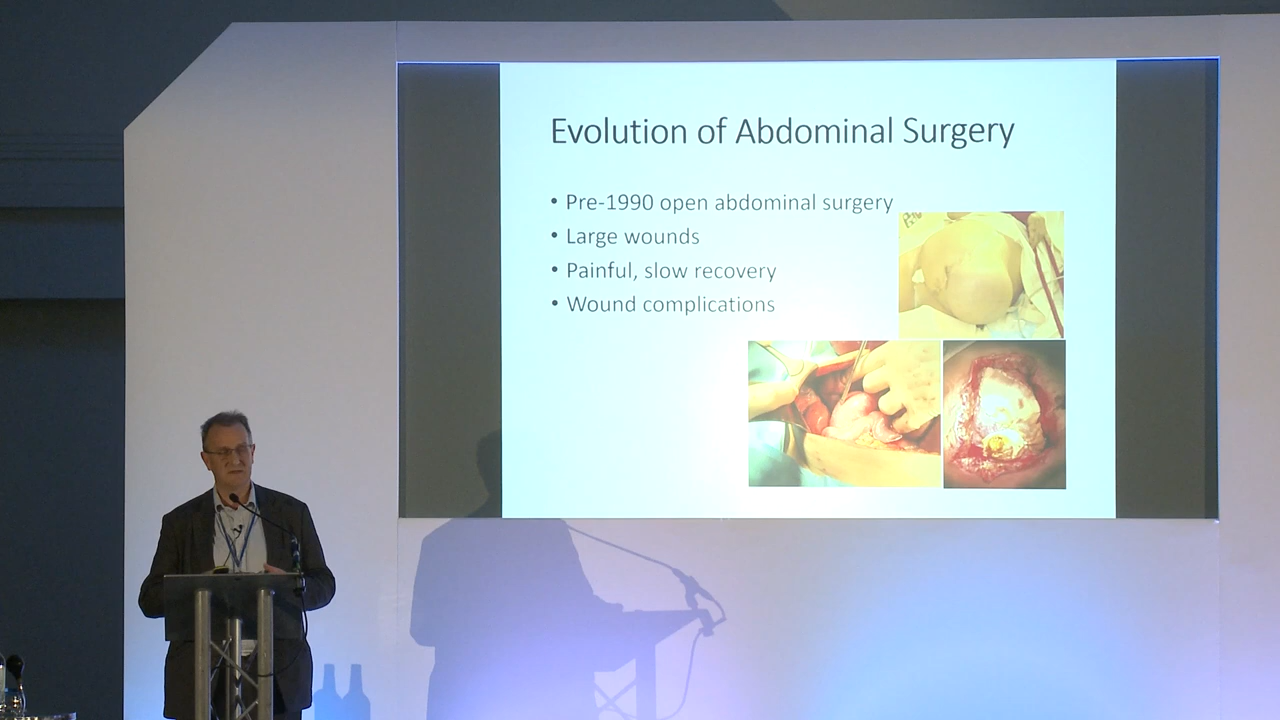 Evolution of Abdominal Surgery
• Pre-1990 open abdominal surgery
• Large wounds
• Painful, slow recovery
• Wound complications